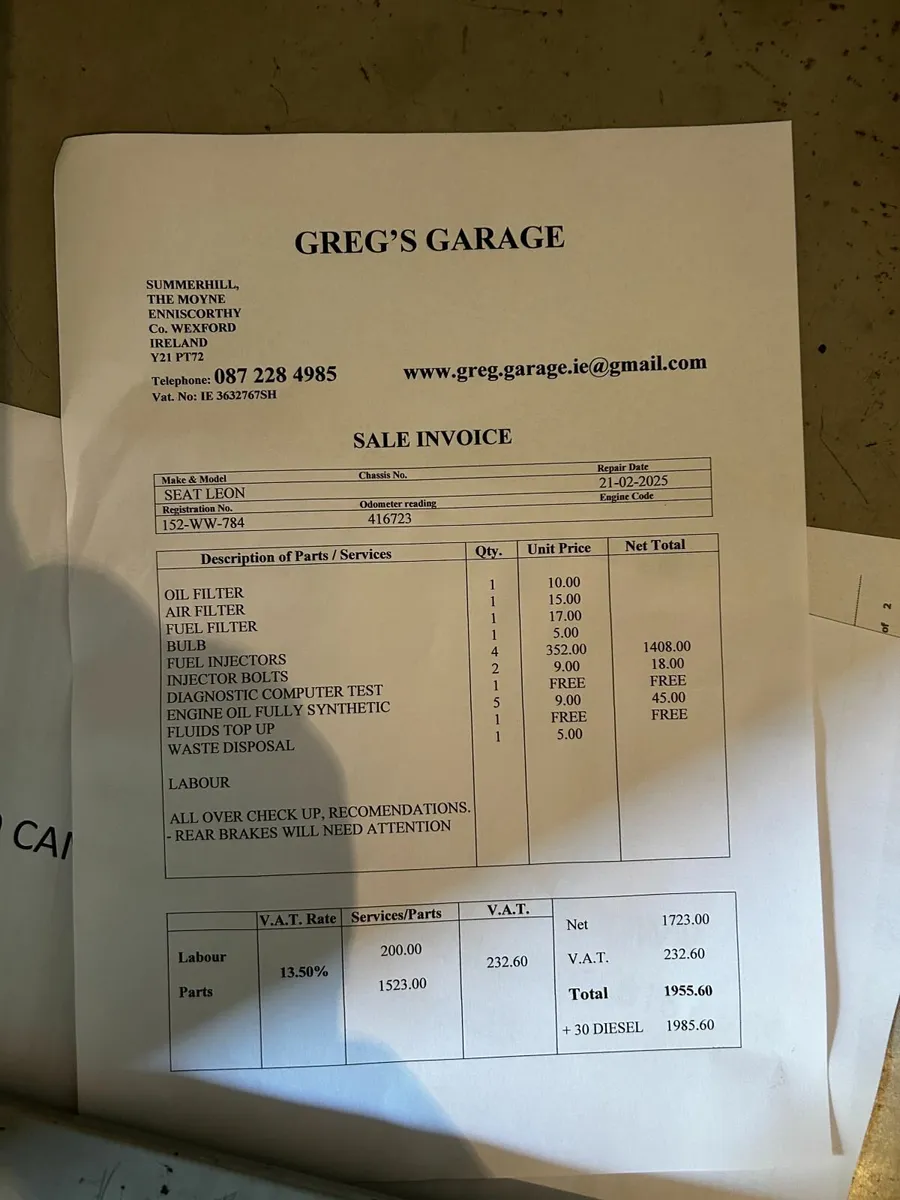 GREG'S GARAGE
SUMMERHILL,
THE MOYNE
ENNISCORTHY
Co. WEXFORD
IRELAND
Y21 PT72
Telephone: 087 228 4985 www.greg.garage.ie@gmail.com
Vat. No: IE 3632767SH
SALE INVOICE
Make & Model Chassis No. Repair Date
SEAT LEON 21-02-2025
Registration No. Odometer reading Engine Code
152-WW-784 416723
Description of Parts / Services Qty. Unit Price Net Total
OIL FILTER 1 10.00
AIR FILTER 1 15.00
FUEL FILTER 1 17.00
BULB 1 5.00
FUEL INJECTORS 4 352.00 1408.00
INJECTOR BOLTS 2 9.00 18.00
DIAGNOSTIC COMPUTER TEST 1 FREE FREE
ENGINE OIL FULLY SYNTHETIC 5 9.00 45.00
FLUIDS TOP UP 1 FREE FREE
WASTE DISPOSAL 1 5.00
LABOUR
ALL OVER CHECK UP, RECOMENDATIONS.
- REAR BRAKES WILL NEED ATTENTION
V.A.T. Rate Services/Parts V.A.T.
Net 1723.00
Labour 200.00
13.50% 232.60
V.A.T. 232.60
Parts 1523.00
Total 1955.60
+ 30 DIESEL 1985.60
CAI
of 2